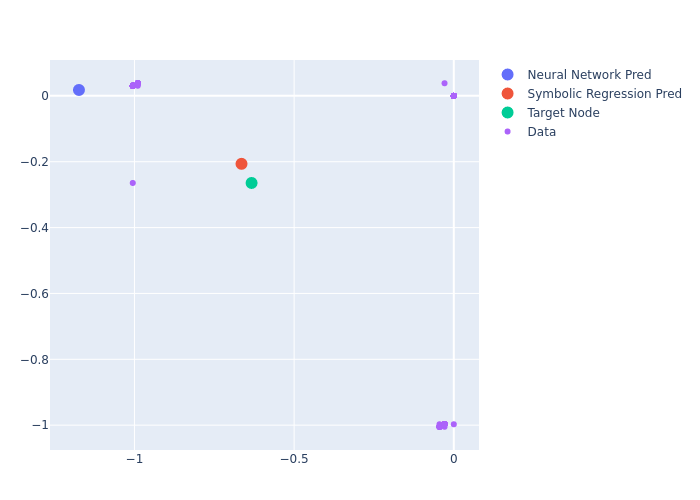 Neural Network Pred
Symbolic Regression Pred
Target Node
Data
0
−0.2
−0.4
−0.6
−0.8
−1
−1
−0.5
0